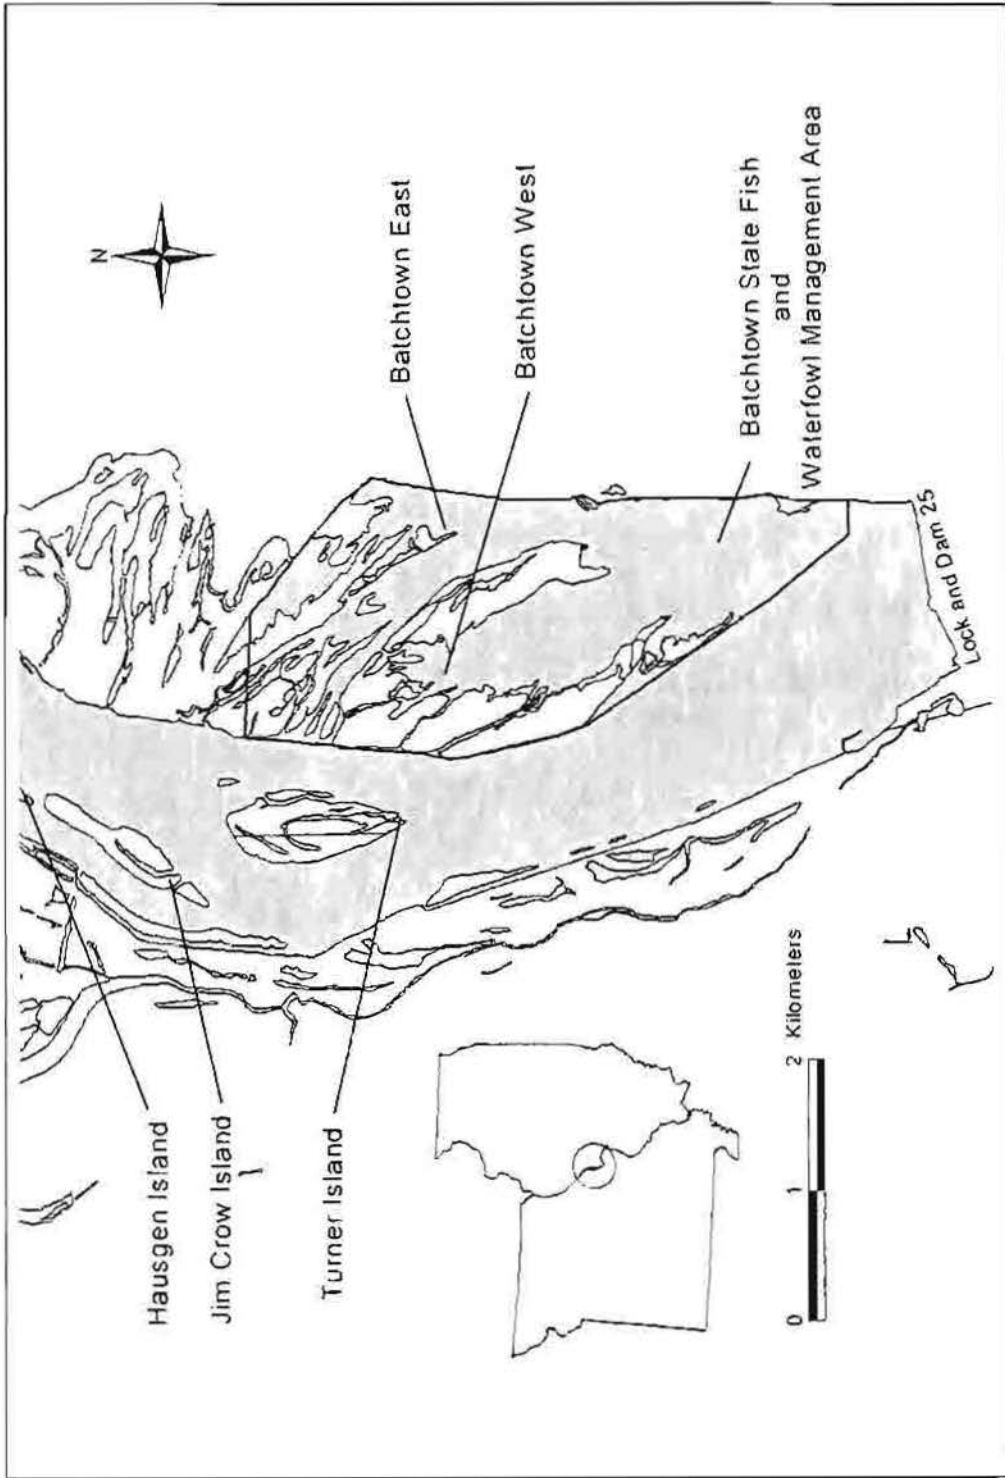 N
Hausgen Island
Jim Crow Island
Turner Island
Batchtown East
Batchtown West
Batchtown State Fish
and
Waterfowl Management Area
Lock and Dam 25
0 1 2 Kilometers